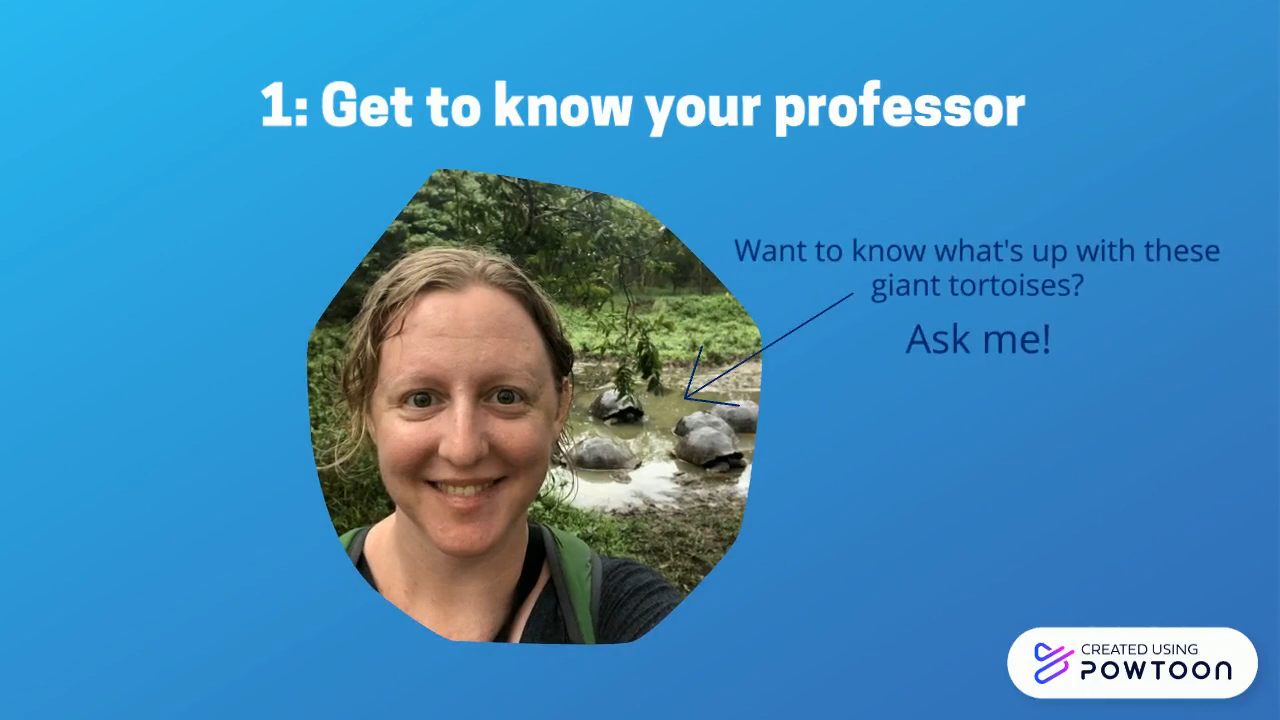 1: Get to know your professor
Want to know what's up with these
giant tortoises?
Ask me!
CREATED USING
POWTOON